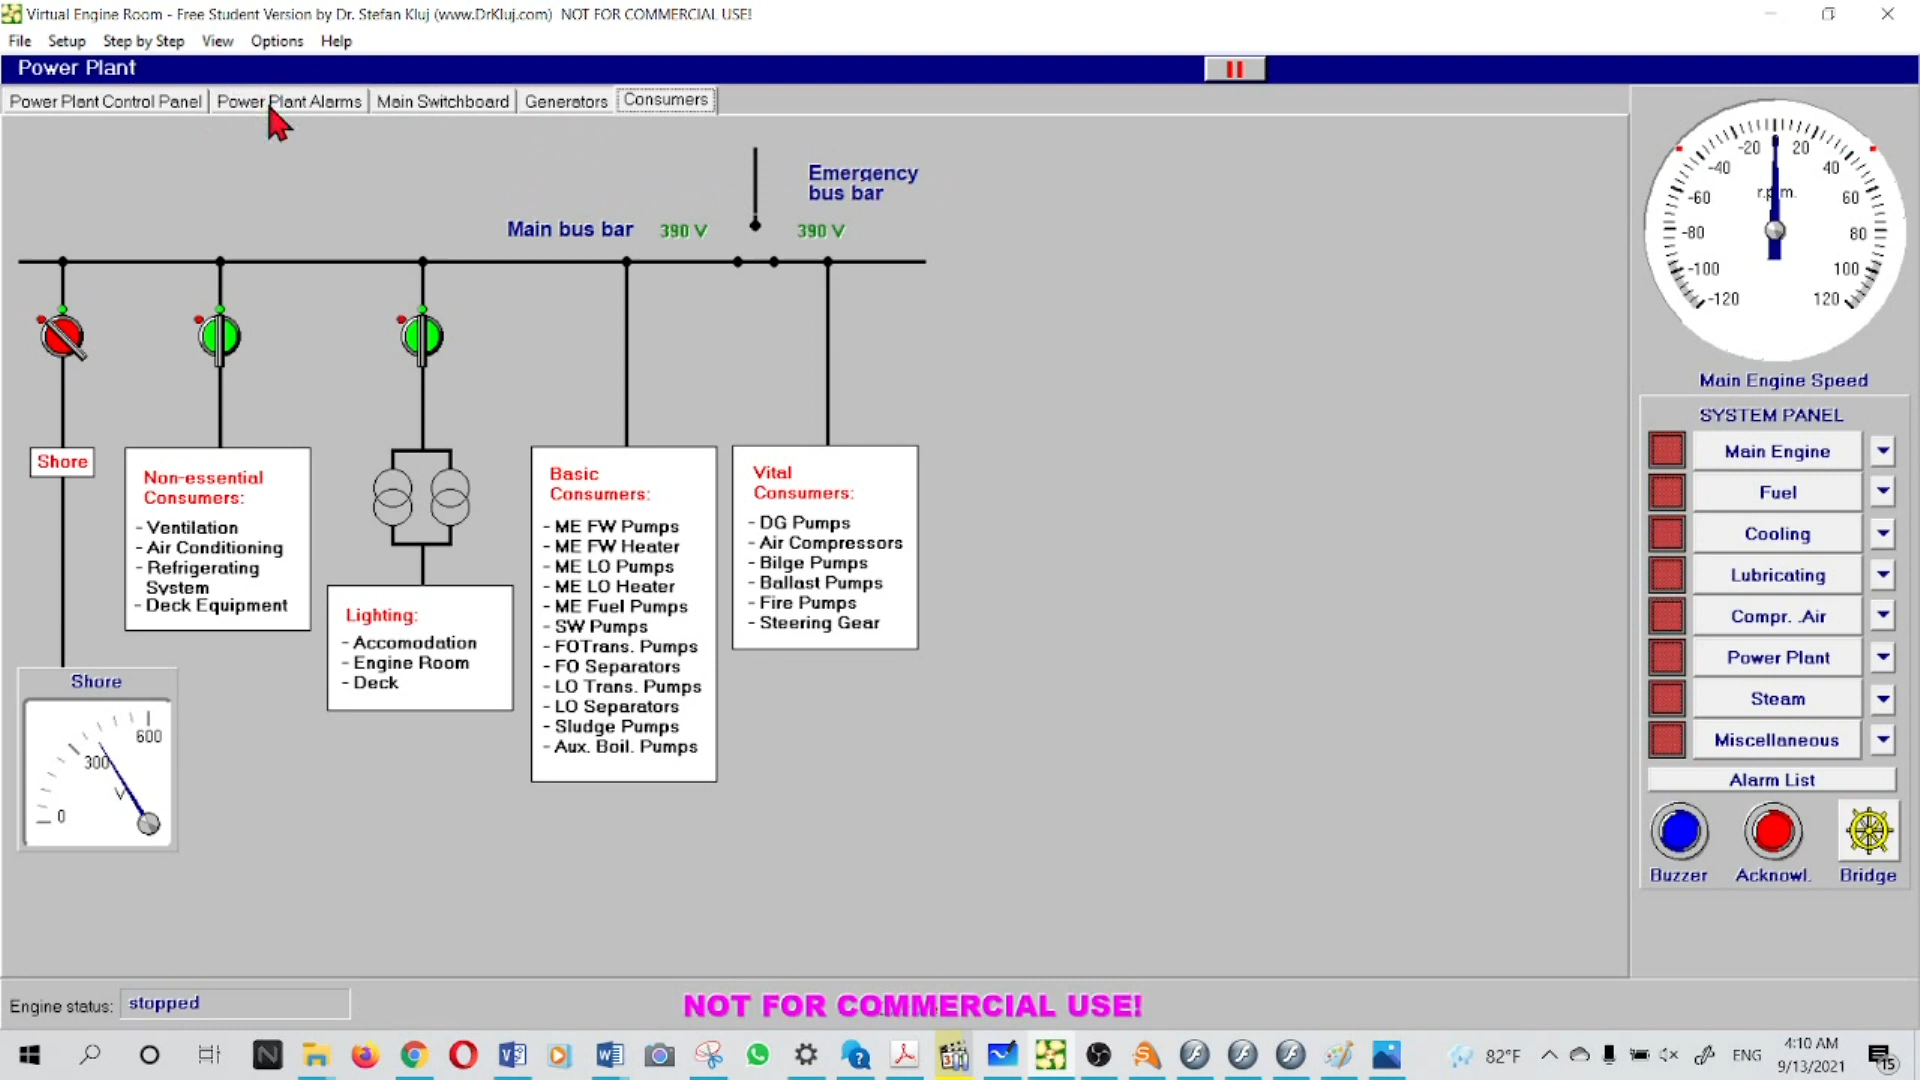 Virtual Engine Room - Free Student Version by Dr. Stefan Kluj (www.DrKluj.com) NOT FOR COMMERCIAL USE!
File Setup Step by Step View Options Help
Power Plant
Power Plant Control Panel Power Plant Alarms Main Switchboard Generators Consumers
Emergency
bus bar
Main bus bar 390 V 390 V
Shore
Non-essential
Consumers:
- Ventilation
- Air Conditioning
- Refrigerating
System
- Deck Equipment
Lighting:
- Accomodation
- Engine Room
- Deck
Basic
Consumers:
- ME FW Pumps
- ME FW Heater
- ME LO Pumps
- ME LO Heater
- ME Fuel Pumps
- SW Pumps
- FOTrans. Pumps
- FO Separators
- LO Trans. Pumps
- LO Separators
- Sludge Pumps
- Aux. Boil. Pumps
Vital
Consumers:
- DG Pumps
- Air Compressors
- Bilge Pumps
- Ballast Pumps
- Fire Pumps
- Steering Gear
Shore
600
300
V
0
-20 20
-40 40
r.p.m.
-60 60
-80 80
-100 100
-120 120
Main Engine Speed
SYSTEM PANEL
Main Engine
Fuel
Cooling
Lubricating
Compr. .Air
Power Plant
Steam
Miscellaneous
Alarm List
Buzzer Acknowl. Bridge
Engine status: stopped
NOT FOR COMMERCIAL USE!
82°F ENG 4:10 AM
9/13/2021
15